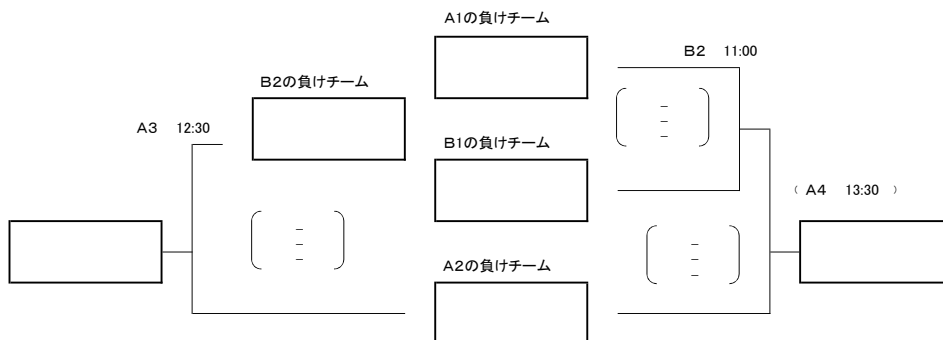 A1の負けチーム
B2 11:00
B2の負けチーム
A3 12:30
B1の負けチーム
( A4 13:30 )
A2の負けチーム